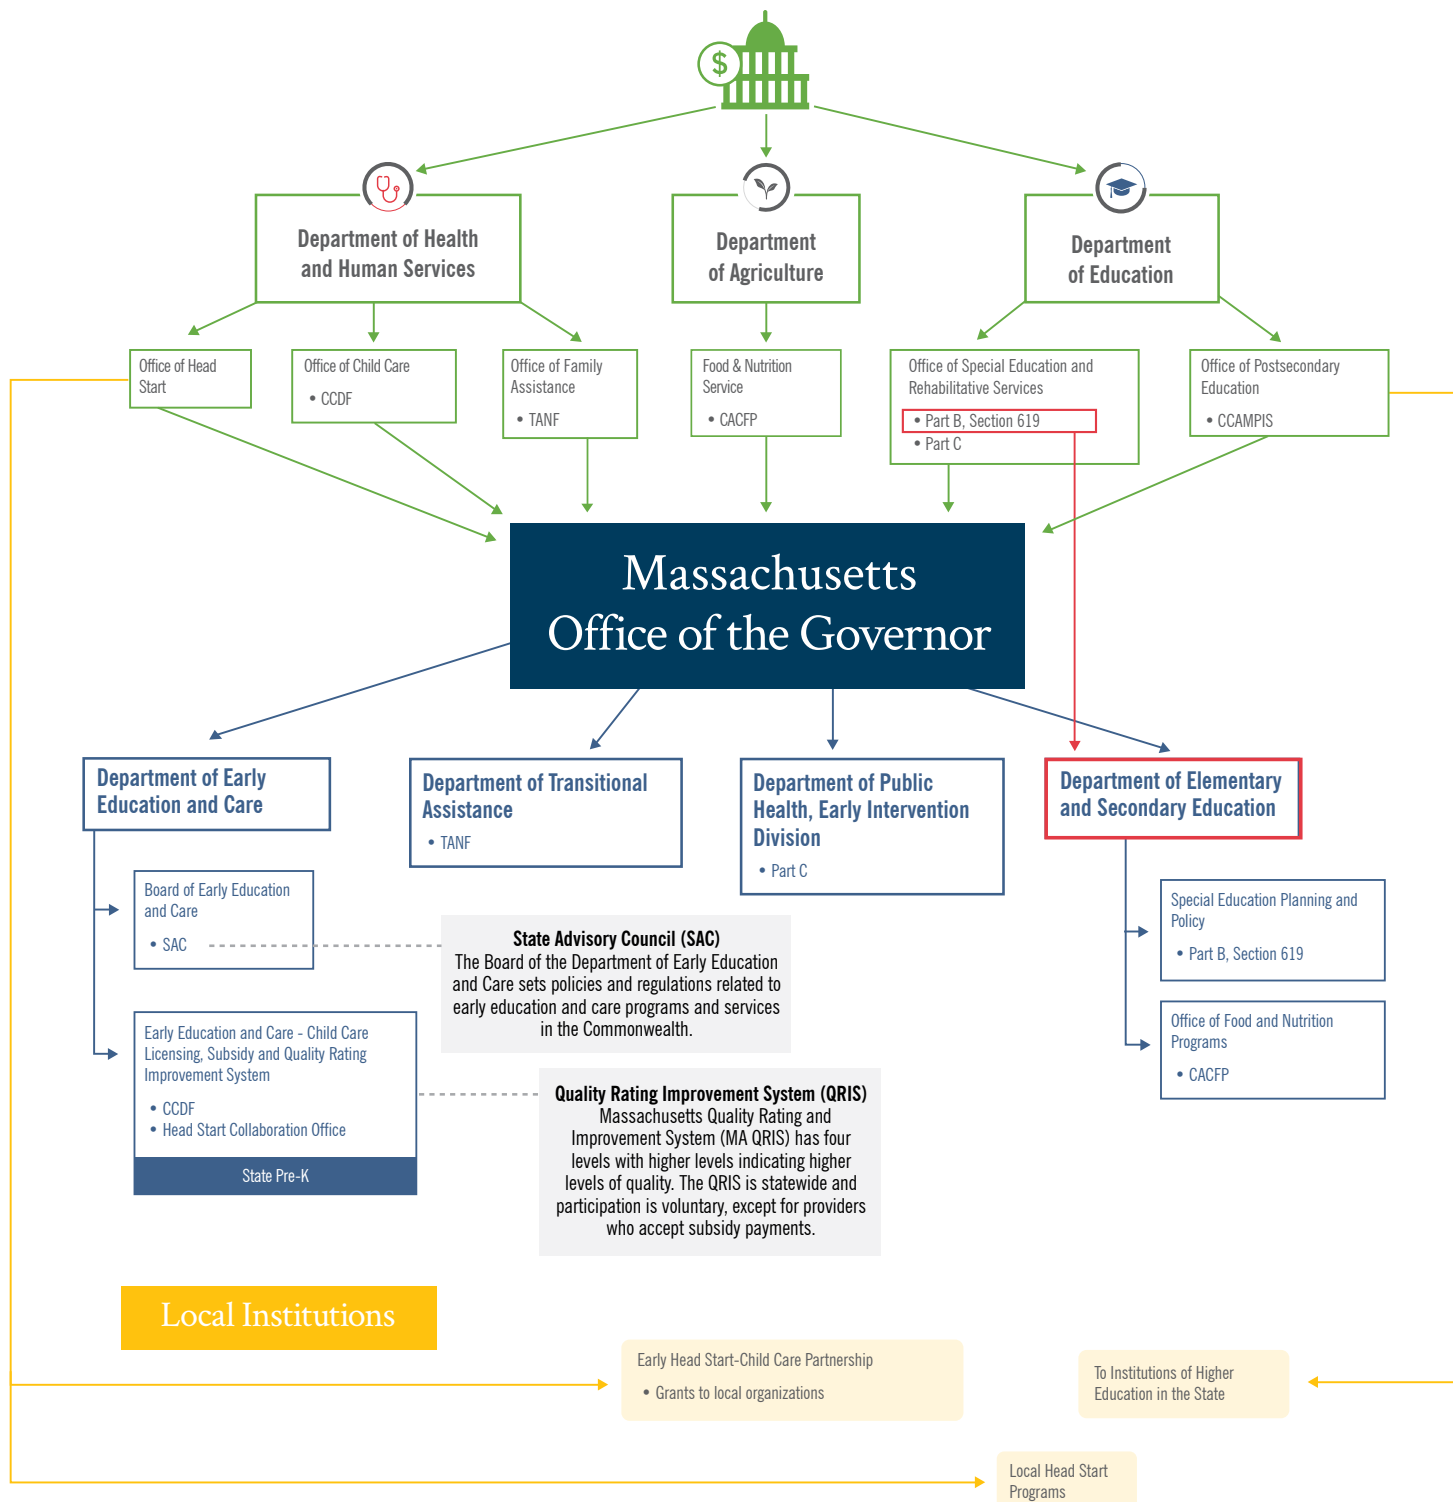 $
Department of Health
and Human Services
Department
of Agriculture
Department
of Education
Office of Head
Start
Office of Child Care
• CCDF
Office of Family
Assistance
• TANF
Food & Nutrition
Service
• CACFP
Office of Special Education and
Rehabilitative Services
• Part B, Section 619
• Part C
Office of Postsecondary
Education
• CCAMPIS
Massachusetts
Office of the Governor
Department of Early
Education and Care
Department of Transitional
Assistance
• TANF
Department of Public
Health, Early Intervention
Division
• Part C
Department of Elementary
and Secondary Education
Board of Early Education
and Care
• SAC
State Advisory Council (SAC)
The Board of the Department of Early Education
and Care sets policies and regulations related to
early education and care programs and services
in the Commonwealth.
Special Education Planning and
Policy
• Part B, Section 619
Office of Food and Nutrition
Programs
• CACFP
Early Education and Care - Child Care
Licensing, Subsidy and Quality Rating
Improvement System
• CCDF
• Head Start Collaboration Office
State Pre-K
Quality Rating Improvement System (QRIS)
Massachusetts Quality Rating and
Improvement System (MA QRIS) has four
levels with higher levels indicating higher
levels of quality. The QRIS is statewide and
participation is voluntary, except for providers
who accept subsidy payments.
Local Institutions
Early Head Start-Child Care Partnership
• Grants to local organizations
To Institutions of Higher
Education in the State
Local Head Start
Programs